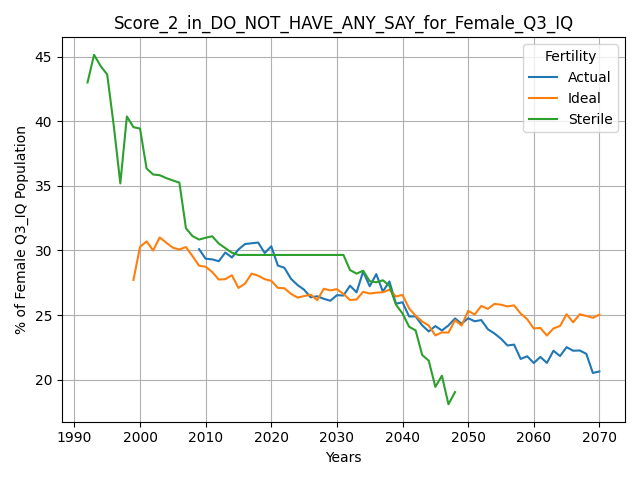 Score_2_in_DO_NOT_HAVE_ANY_SAY_for_Female_Q3_IQ
% of Female Q3_IQ Population
45
40
35
30
25
20
Fertility
Actual
Ideal
Sterile
1990 2000 2010 2020 2030 2040 2050 2060 2070
Years